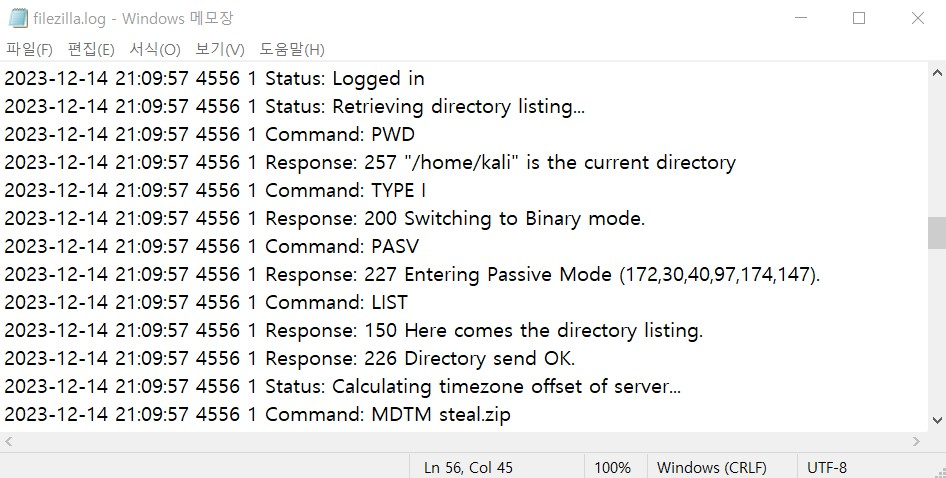 filezilla.log - Windows 메모장
파일(F) 편집(E) 서식(O) 보기(V) 도움말(H)
2023-12-14 21:09:57 4556 1 Status: Logged in
2023-12-14 21:09:57 4556 1 Status: Retrieving directory listing...
2023-12-14 21:09:57 4556 1 Command: PWD
2023-12-14 21:09:57 4556 1 Response: 257 "/home/kali" is the current directory
2023-12-14 21:09:57 4556 1 Command: TYPE I
2023-12-14 21:09:57 4556 1 Response: 200 Switching to Binary mode.
2023-12-14 21:09:57 4556 1 Command: PASV
2023-12-14 21:09:57 4556 1 Response: 227 Entering Passive Mode (172,30,40,97,174,147).
2023-12-14 21:09:57 4556 1 Command: LIST
2023-12-14 21:09:57 4556 1 Response: 150 Here comes the directory listing.
2023-12-14 21:09:57 4556 1 Response: 226 Directory send OK.
2023-12-14 21:09:57 4556 1 Status: Calculating timezone offset of server...
2023-12-14 21:09:57 4556 1 Command: MDTM steal.zip
Ln 56, Col 45 100% Windows (CRLF) UTF-8